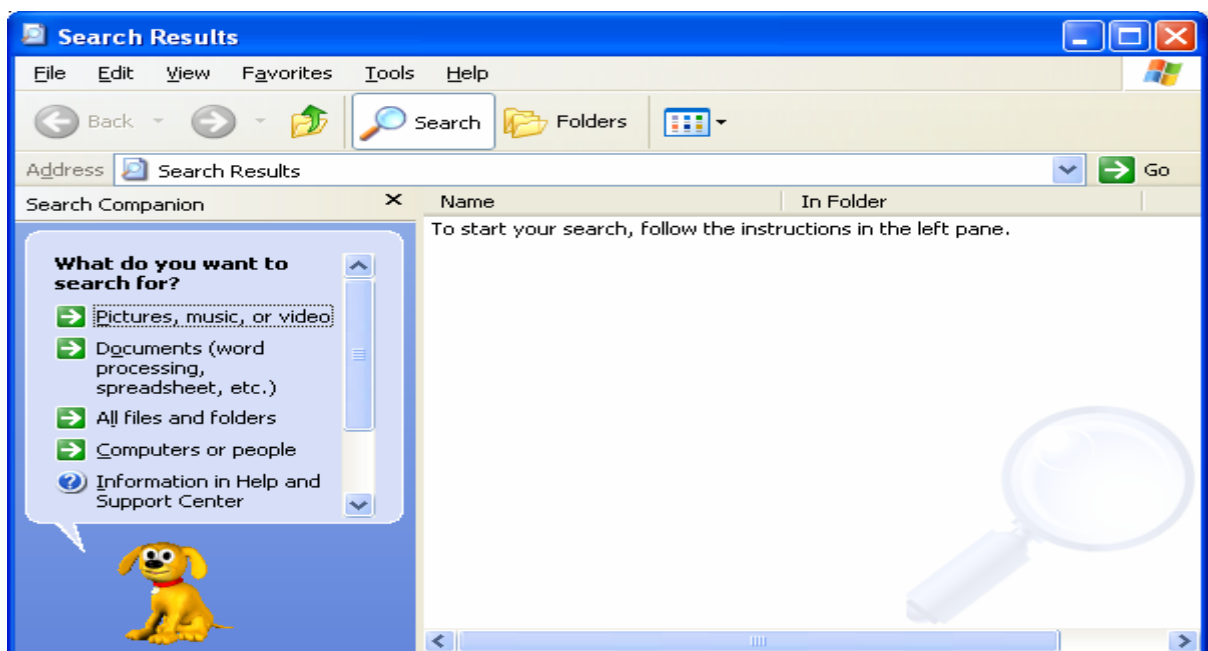 Search Results
File Edit View Favorites Tools Help
Back Search Folders
Address Search Results Go
Search Companion
Name In Folder
To start your search, follow the instructions in the left pane.
What do you want to
search for?
Pictures, music, or video
Documents (word
processing,
spreadsheet, etc.)
All files and folders
Computers or people
Information in Help and
Support Center